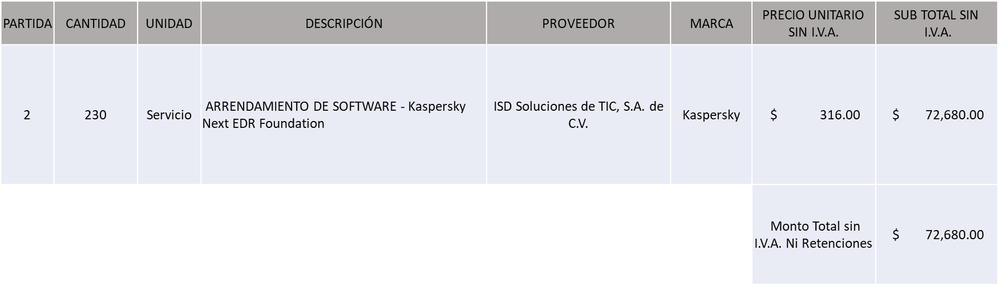 PARTIDA CANTIDAD UNIDAD DESCRIPCIÓN PROVEEDOR MARCA PRECIO UNITARIO SIN I.V.A. SUB TOTAL SIN I.V.A.
2 230 Servicio ARRENDAMIENTO DE SOFTWARE - Kaspersky Next EDR Foundation ISD Soluciones de TIC, S.A. de C.V. Kaspersky $ 316.00 $ 72,680.00
Monto Total sin I.V.A. Ni Retenciones $ 72,680.00